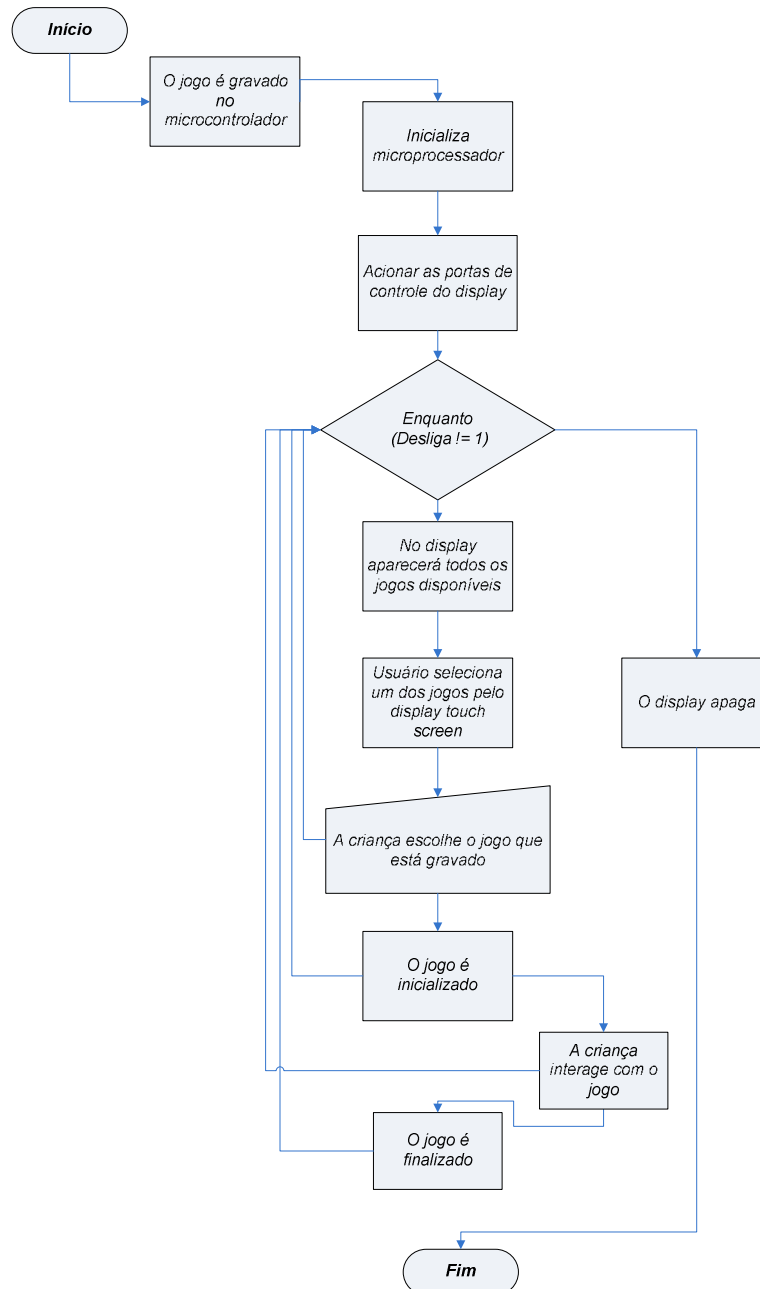 Início
O jogo é gravado
no
microcontrolador
Inicializa
microprocessador
Acionar as portas de
controle do display
Enquanto
(Desliga != 1)
No display
aparecerá todos os
jogos disponíveis
Usuário seleciona
um dos jogos pelo
display touch
screen
O display apaga
A criança escolhe o jogo que
está gravado
O jogo é
inicializado
A criança
interage com o
jogo
O jogo é
finalizado
Fim